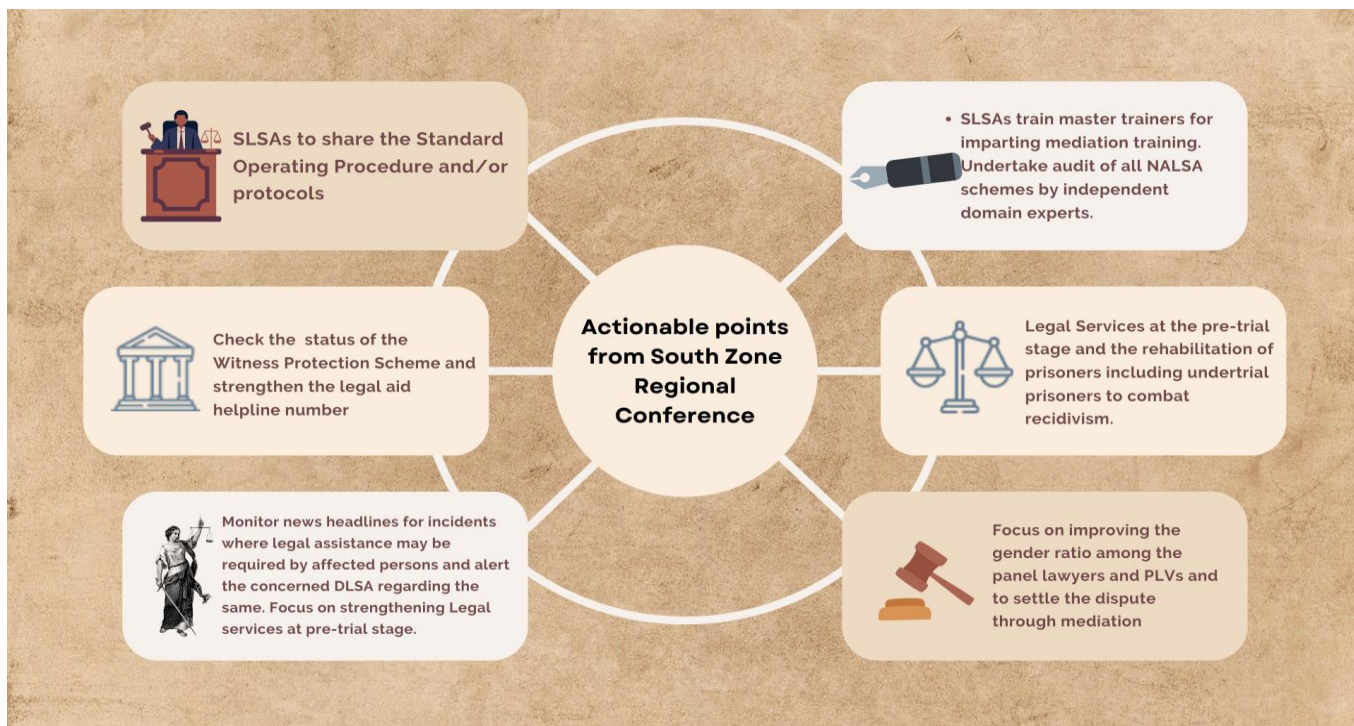 SLSAs to share the Standard
Operating Procedure and/or
protocols
• SLSAs train master trainers for
imparting mediation training.
Undertake audit of all NALSA
schemes by independent
domain experts.
Check the status of the
Witness Protection Scheme and
strengthen the legal aid
helpline number
Actionable points
from South Zone
Regional
Conference
Legal Services at the pre-trial
stage and the rehabilitation of
prisoners including undertrial
prisoners to combat
recidivism.
Monitor news headlines for incidents
where legal assistance may be
required by affected persons and alert
the concerned DLSA regarding the
same. Focus on strengthening Legal
services at pre-trial stage.
Focus on improving the
gender ratio among the
panel lawyers and PLVs and
to settle the dispute
through mediation